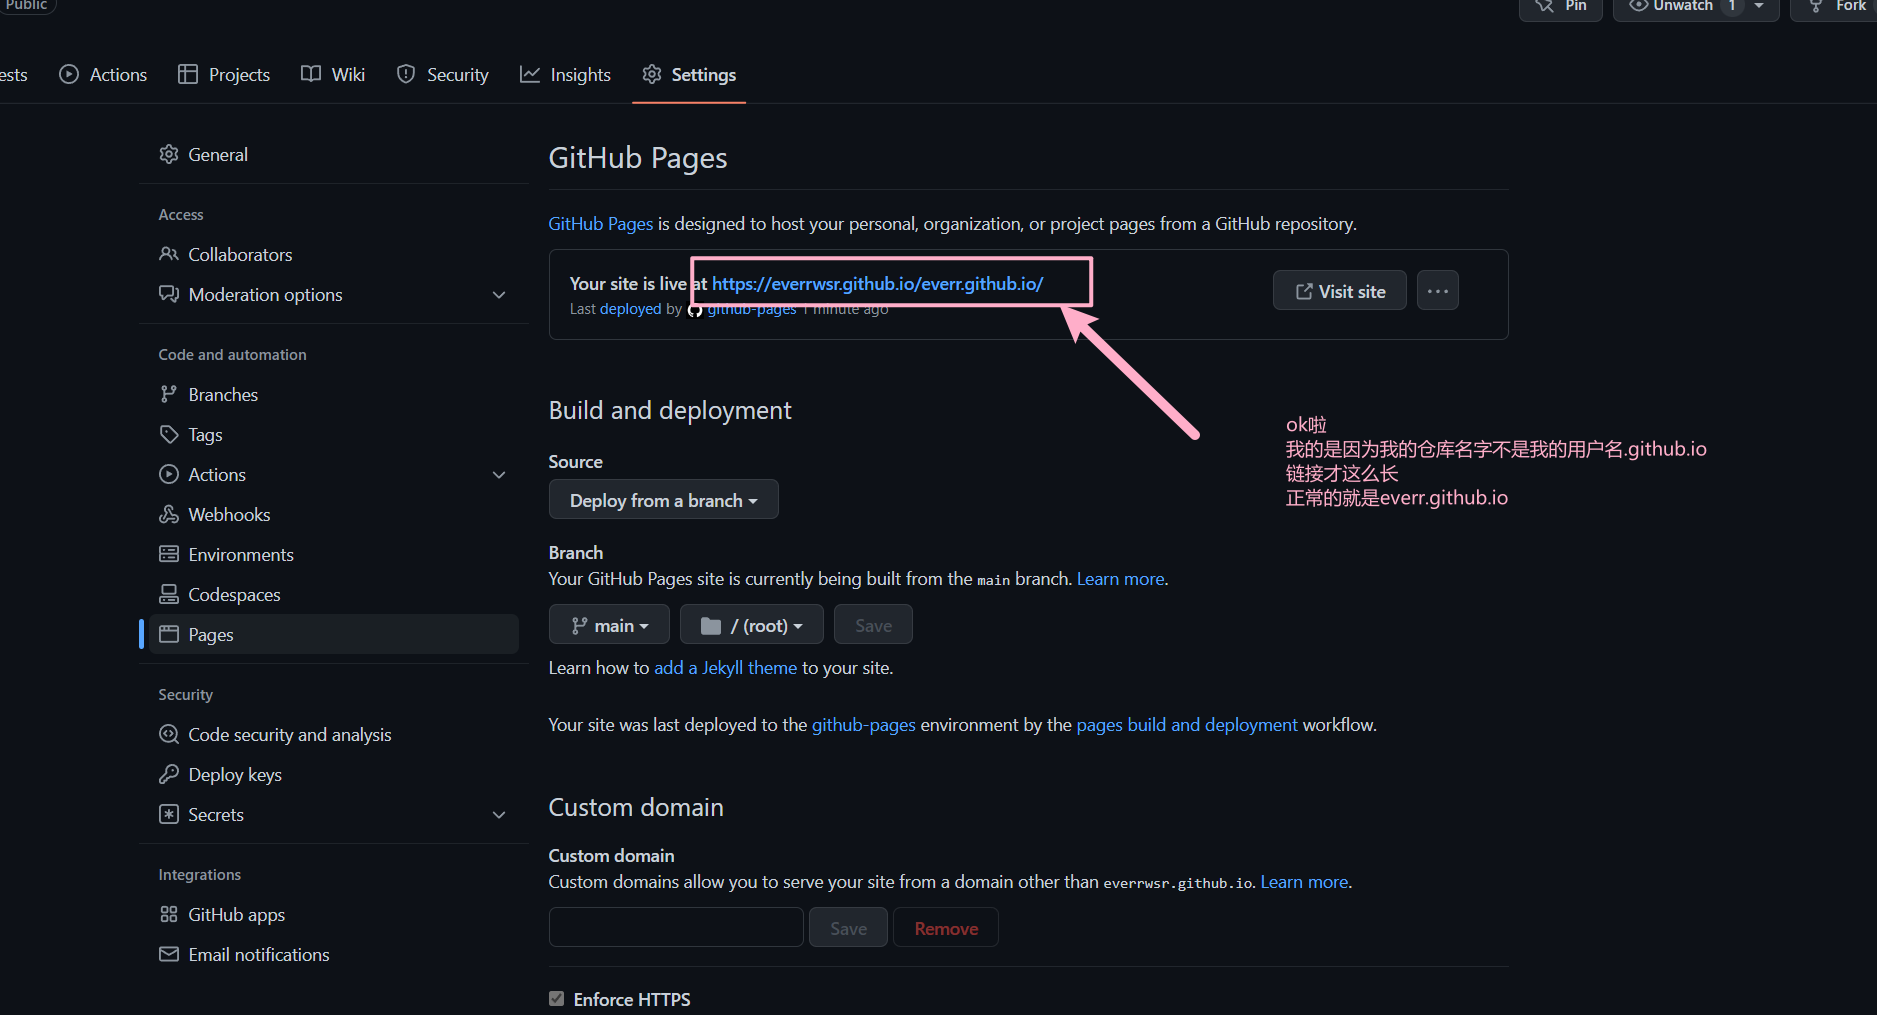 Public
Pin
Unwatch 1
Fork
ests
Actions
Projects
Wiki
Security
Insights
Settings
General
Access
Collaborators
Moderation options
Code and automation
Branches
Tags
Actions
Webhooks
Environments
Codespaces
Pages
Security
Code security and analysis
Deploy keys
Secrets
Integrations
GitHub apps
Email notifications
GitHub Pages
GitHub Pages is designed to host your personal, organization, or project pages from a GitHub repository.
Your site is live at https://everrwsr.github.io/everr.github.io/
Last deployed by github-pages 1 minute ago
Visit site
Build and deployment
Source
Deploy from a branch
Branch
Your GitHub Pages site is currently being built from the main branch. Learn more.
main
/ (root)
Save
Learn how to add a Jekyll theme to your site.
Your site was last deployed to the github-pages environment by the pages build and deployment workflow.
Custom domain
Custom domain
Custom domains allow you to serve your site from a domain other than everrwsr.github.io. Learn more.
Save
Remove
Enforce HTTPS
ok啦
我的是因为我的仓库名字不是我的用户名.github.io
链接才这么长
正常的就是everr.github.io